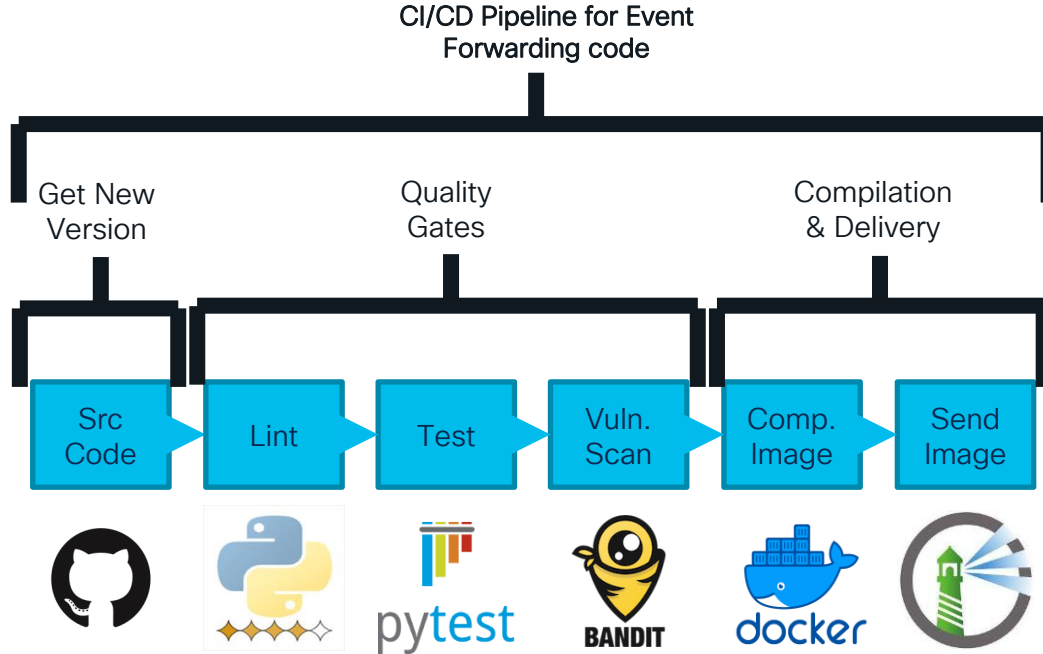 CI/CD Pipeline for Event
Forwarding code
Get New
Version
Quality
Gates
Compilation
& Delivery
Src
Code
Lint
Test
Vuln.
Scan
Comp.
Image
Send
Image
pytest
BANDIT
docker